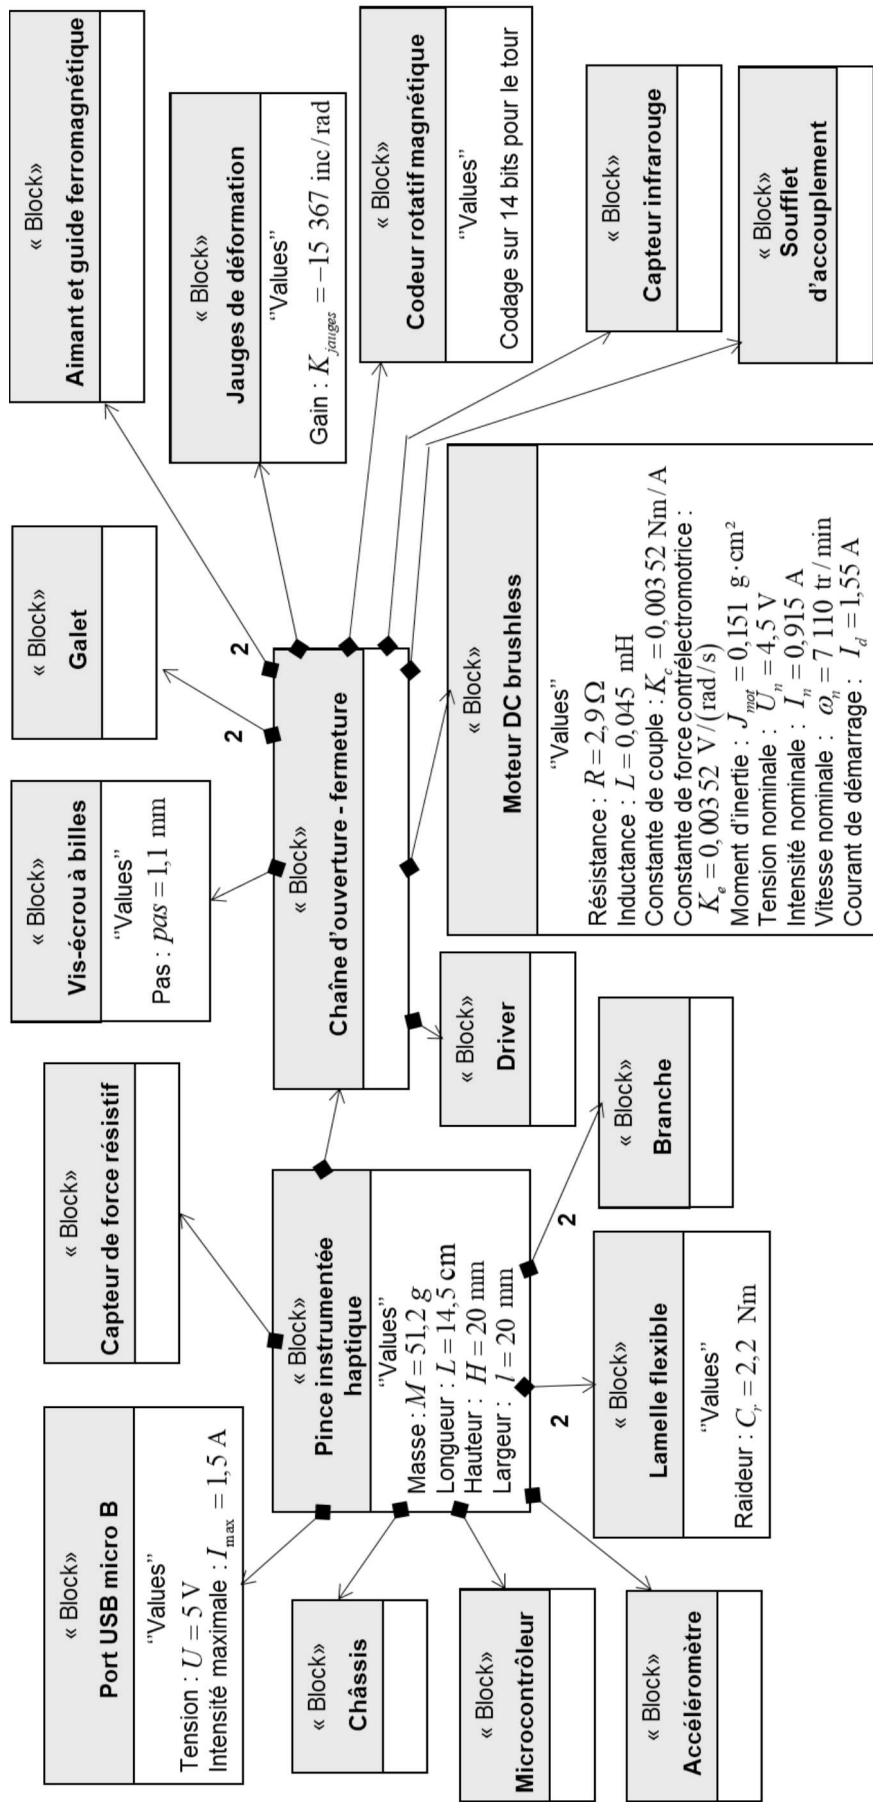 « Block»
Port USB micro B
“Values”
Tension : U = 5 V
Intensité maximale : I_max = 1,5 A
« Block»
Capteur de force résistif
« Block»
Vis-écrou à billes
“Values”
Pas : pas = 1,1 mm
« Block»
Galet
« Block»
Aimant et guide ferromagnétique
« Block»
Châssis
« Block»
Pince instrumentée
haptique
“Values”
Masse : M = 51,2 g
Longueur : L = 14,5 cm
Hauteur : H = 20 mm
Largeur : l = 20 mm
« Block»
Chaîne d'ouverture - fermeture
2
2
« Block»
Jauges de déformation
“Values”
Gain : K_jauges = −15 367 inc/rad
« Block»
Codeur rotatif magnétique
“Values”
Codage sur 14 bits pour le tour
« Block»
Microcontrôleur
« Block»
Accéléromètre
2
« Block»
Lamelle flexible
“Values”
Raideur : C_r = 2,2 Nm
2
« Block»
Branche
« Block»
Driver
« Block»
Moteur DC brushless
“Values”
Résistance : R = 2,9 Ω
Inductance : L = 0,045 mH
Constante de couple : K_c = 0,00352 Nm/A
Constante de force contrélectromotrice :
K_e = 0,00352 V/(rad/s)
Moment d'inertie : J_mot = 0,151 g·cm²
Tension nominale : U_n = 4,5 V
Intensité nominale : I_n = 0,915 A
Vitesse nominale : ω_n = 7 110 tr/min
Courant de démarrage : I_d = 1,55 A
« Block»
Capteur infrarouge
« Block»
Soufflet
d'accouplement